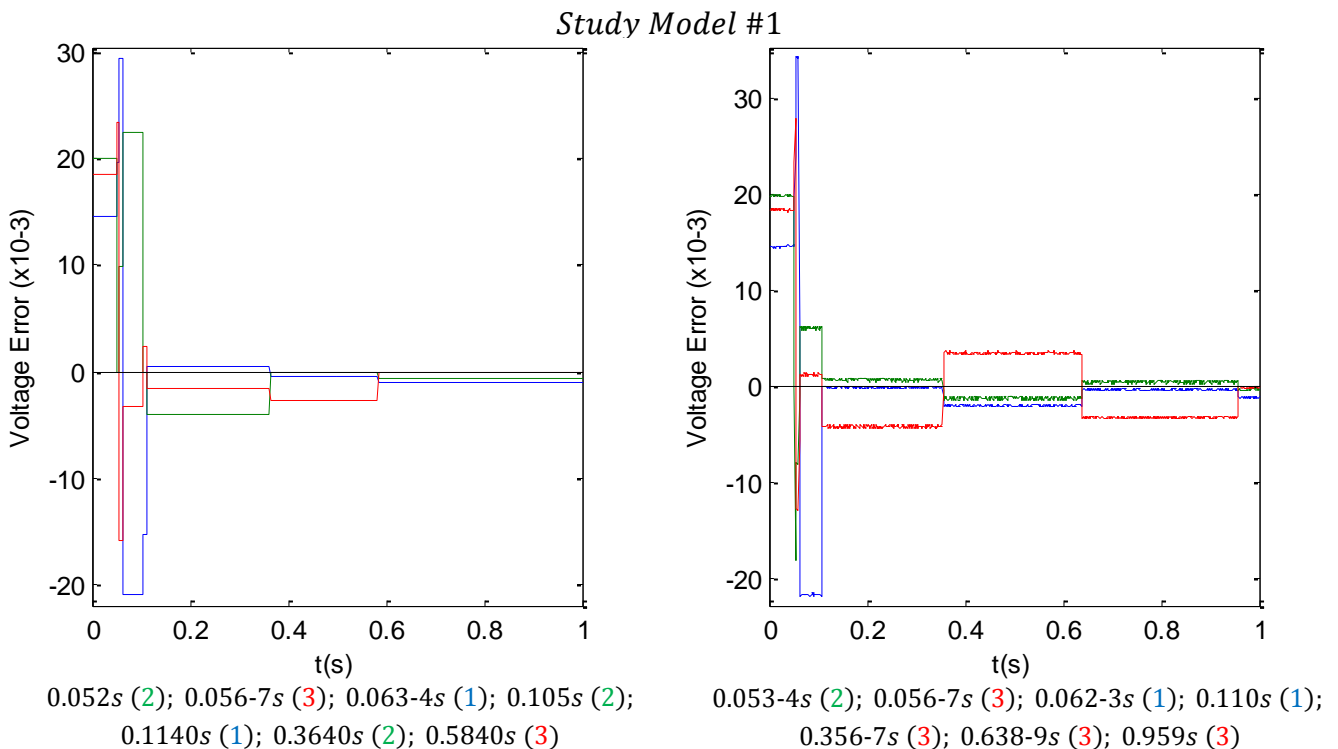 Study Model #1
30
20
10
0
-10
-20
Voltage Error (x10-3)
0 0.2 0.4 0.6 0.8 1
t(s)
0.052s (2); 0.056-7s (3); 0.063-4s (1); 0.105s (2);
0.1140s (1); 0.3640s (2); 0.5840s (3)
30
20
10
0
-10
-20
Voltage Error (x10-3)
0 0.2 0.4 0.6 0.8 1
t(s)
0.053-4s (2); 0.056-7s (3); 0.062-3s (1); 0.110s (1);
0.356-7s (3); 0.638-9s (3); 0.959s (3)